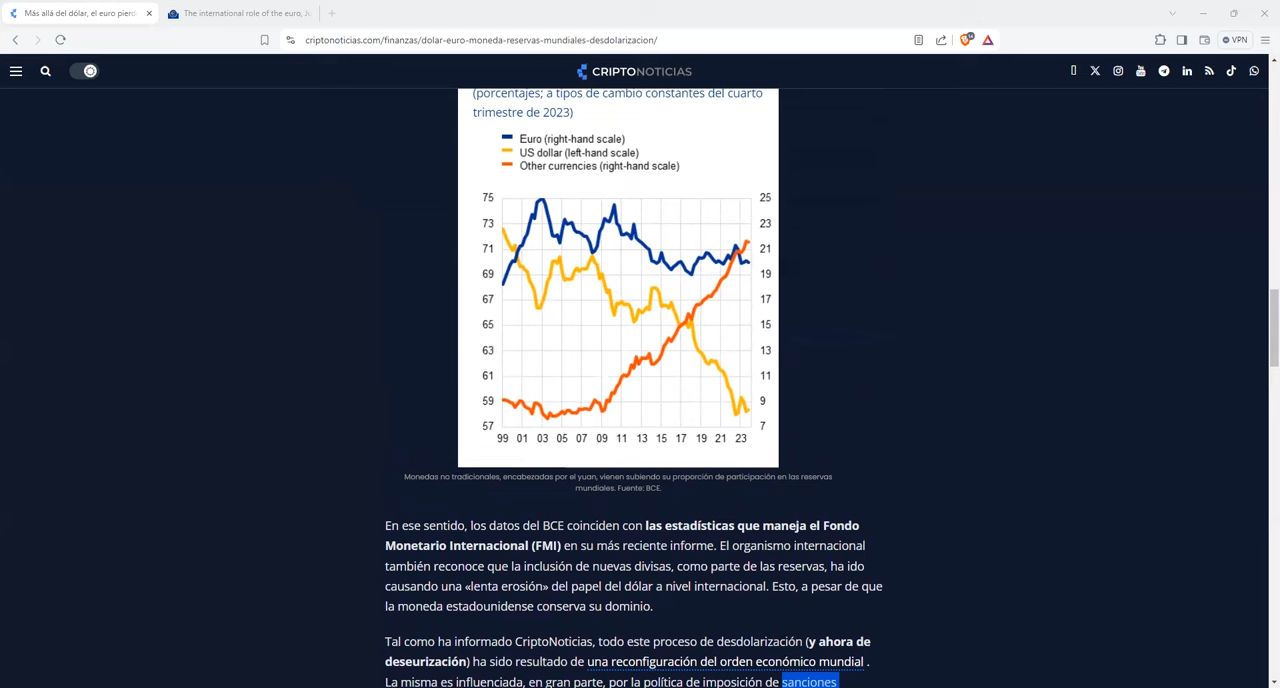 Más allá del dólar, el euro pierd
The international role of the euro, Ju
criptonoticias.com/finanzas/dolar-euro-moneda-reservas-mundiales-desdolarizacion/
VPN
CRIPTONOTICIAS
(porcentajes; a tipos de cambio constantes del cuarto
trimestre de 2023)
Euro (right-hand scale)
US dollar (left-hand scale)
Other currencies (right-hand scale)
75 25
73 23
71 21
69 19
67 17
65 15
63 13
61 11
59 9
57 7
99 01 03 05 07 09 11 13 15 17 19 21 23
Monedas no tradicionales, encabezadas por el yuan, vienen subiendo su proporción de participación en las reservas
mundiales. Fuente: BCE.
En ese sentido, los datos del BCE coinciden con las estadísticas que maneja el Fondo
Monetario Internacional (FMI) en su más reciente informe. El organismo internacional
también reconoce que la inclusión de nuevas divisas, como parte de las reservas, ha ido
causando una «lenta erosión» del papel del dólar a nivel internacional. Esto, a pesar de que
la moneda estadounidense conserva su dominio.
Tal como ha informado CriptoNoticias, todo este proceso de desdolarización (y ahora de
deseurización) ha sido resultado de una reconfiguración del orden económico mundial .
La misma es influenciada, en gran parte, por la política de imposición de sanciones